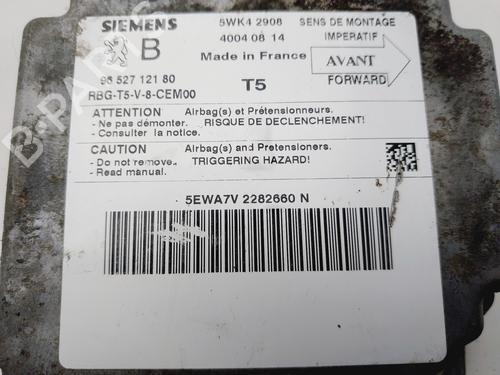 SIEMENS
5WK4 2908
SENS DE MONTAGE
B
4004 08 14
IMPERATIF
Made in France
AVANT
96 527 121 80
T5
FORWARD
RBG-T5-V-8-CEM00
ATTENTION Airbag(s) et Prétensionneurs.
- Ne pas démonter. RISQUE DE DECLENCHEMENT!
- Consulter la notice.
CAUTION Airbag(s) and Pretensioners.
- Do not remove. TRIGGERING HAZARD!
- Read manual.
5EWA7V 2282660 N
B-PARTS